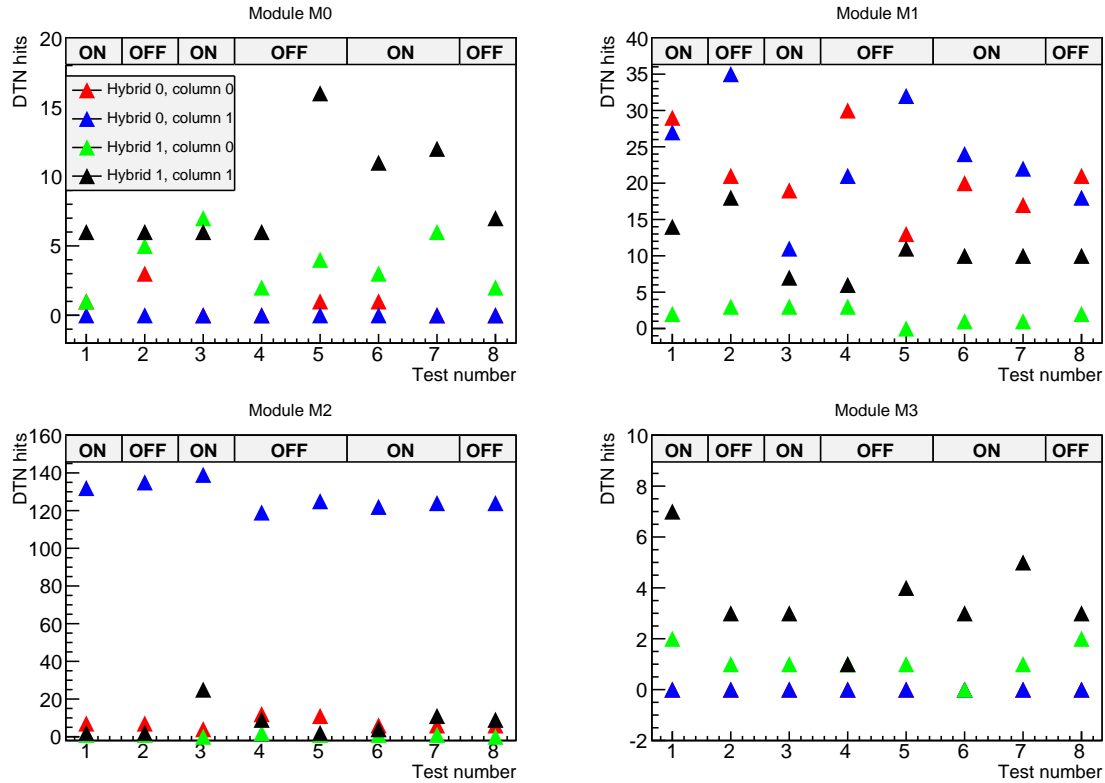 Module M0
DTN hits
20
15
10
5
0
ON OFF ON OFF ON OFF
Hybrid 0, column 0
Hybrid 0, column 1
Hybrid 1, column 0
Hybrid 1, column 1
1 2 3 4 5 6 7 8
Test number
Module M1
DTN hits
40
35
30
25
20
15
10
5
0
ON OFF ON OFF ON OFF
1 2 3 4 5 6 7 8
Test number
Module M2
DTN hits
160
140
120
100
80
60
40
20
0
ON OFF ON OFF ON OFF
1 2 3 4 5 6 7 8
Test number
Module M3
DTN hits
10
8
6
4
2
0
-2
ON OFF ON OFF ON OFF
1 2 3 4 5 6 7 8
Test number